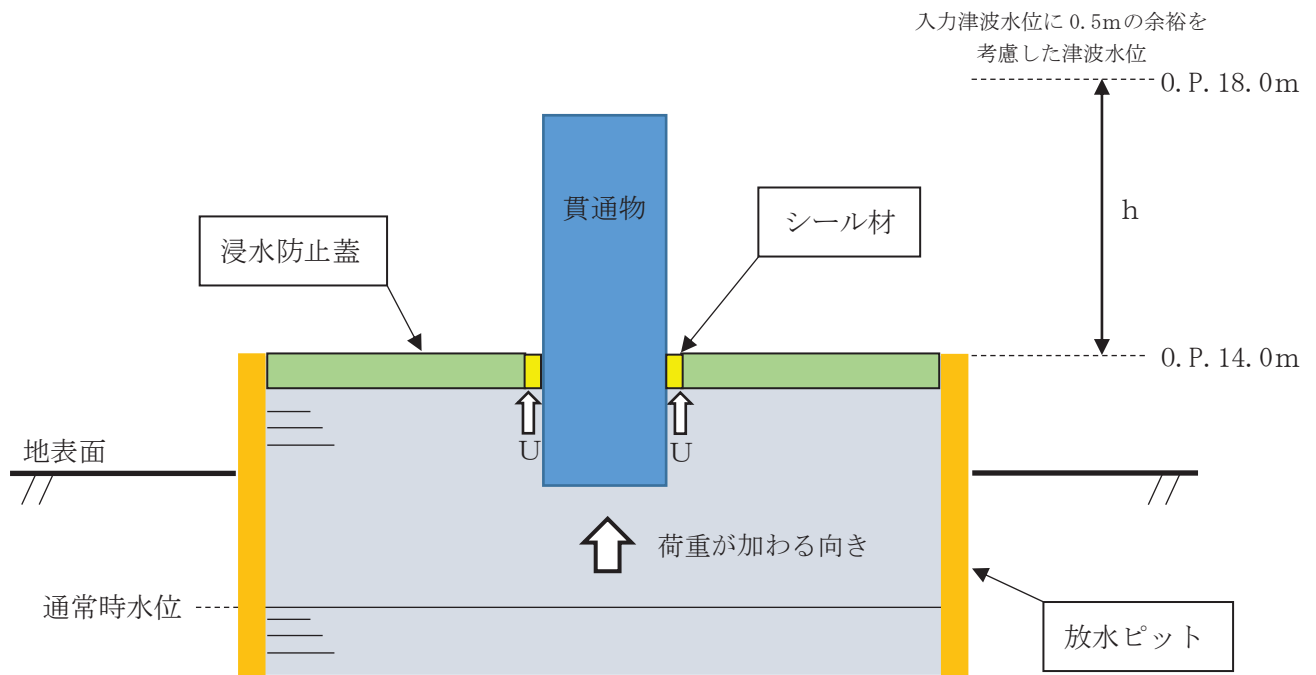 入力津波水位に 0.5mの余裕を
考慮した津波水位
O.P.18.0m
貫通物
シール材
h
浸水防止蓋
O.P.14.0m
地表面
U
U
荷重が加わる向き
通常時水位
放水ピット